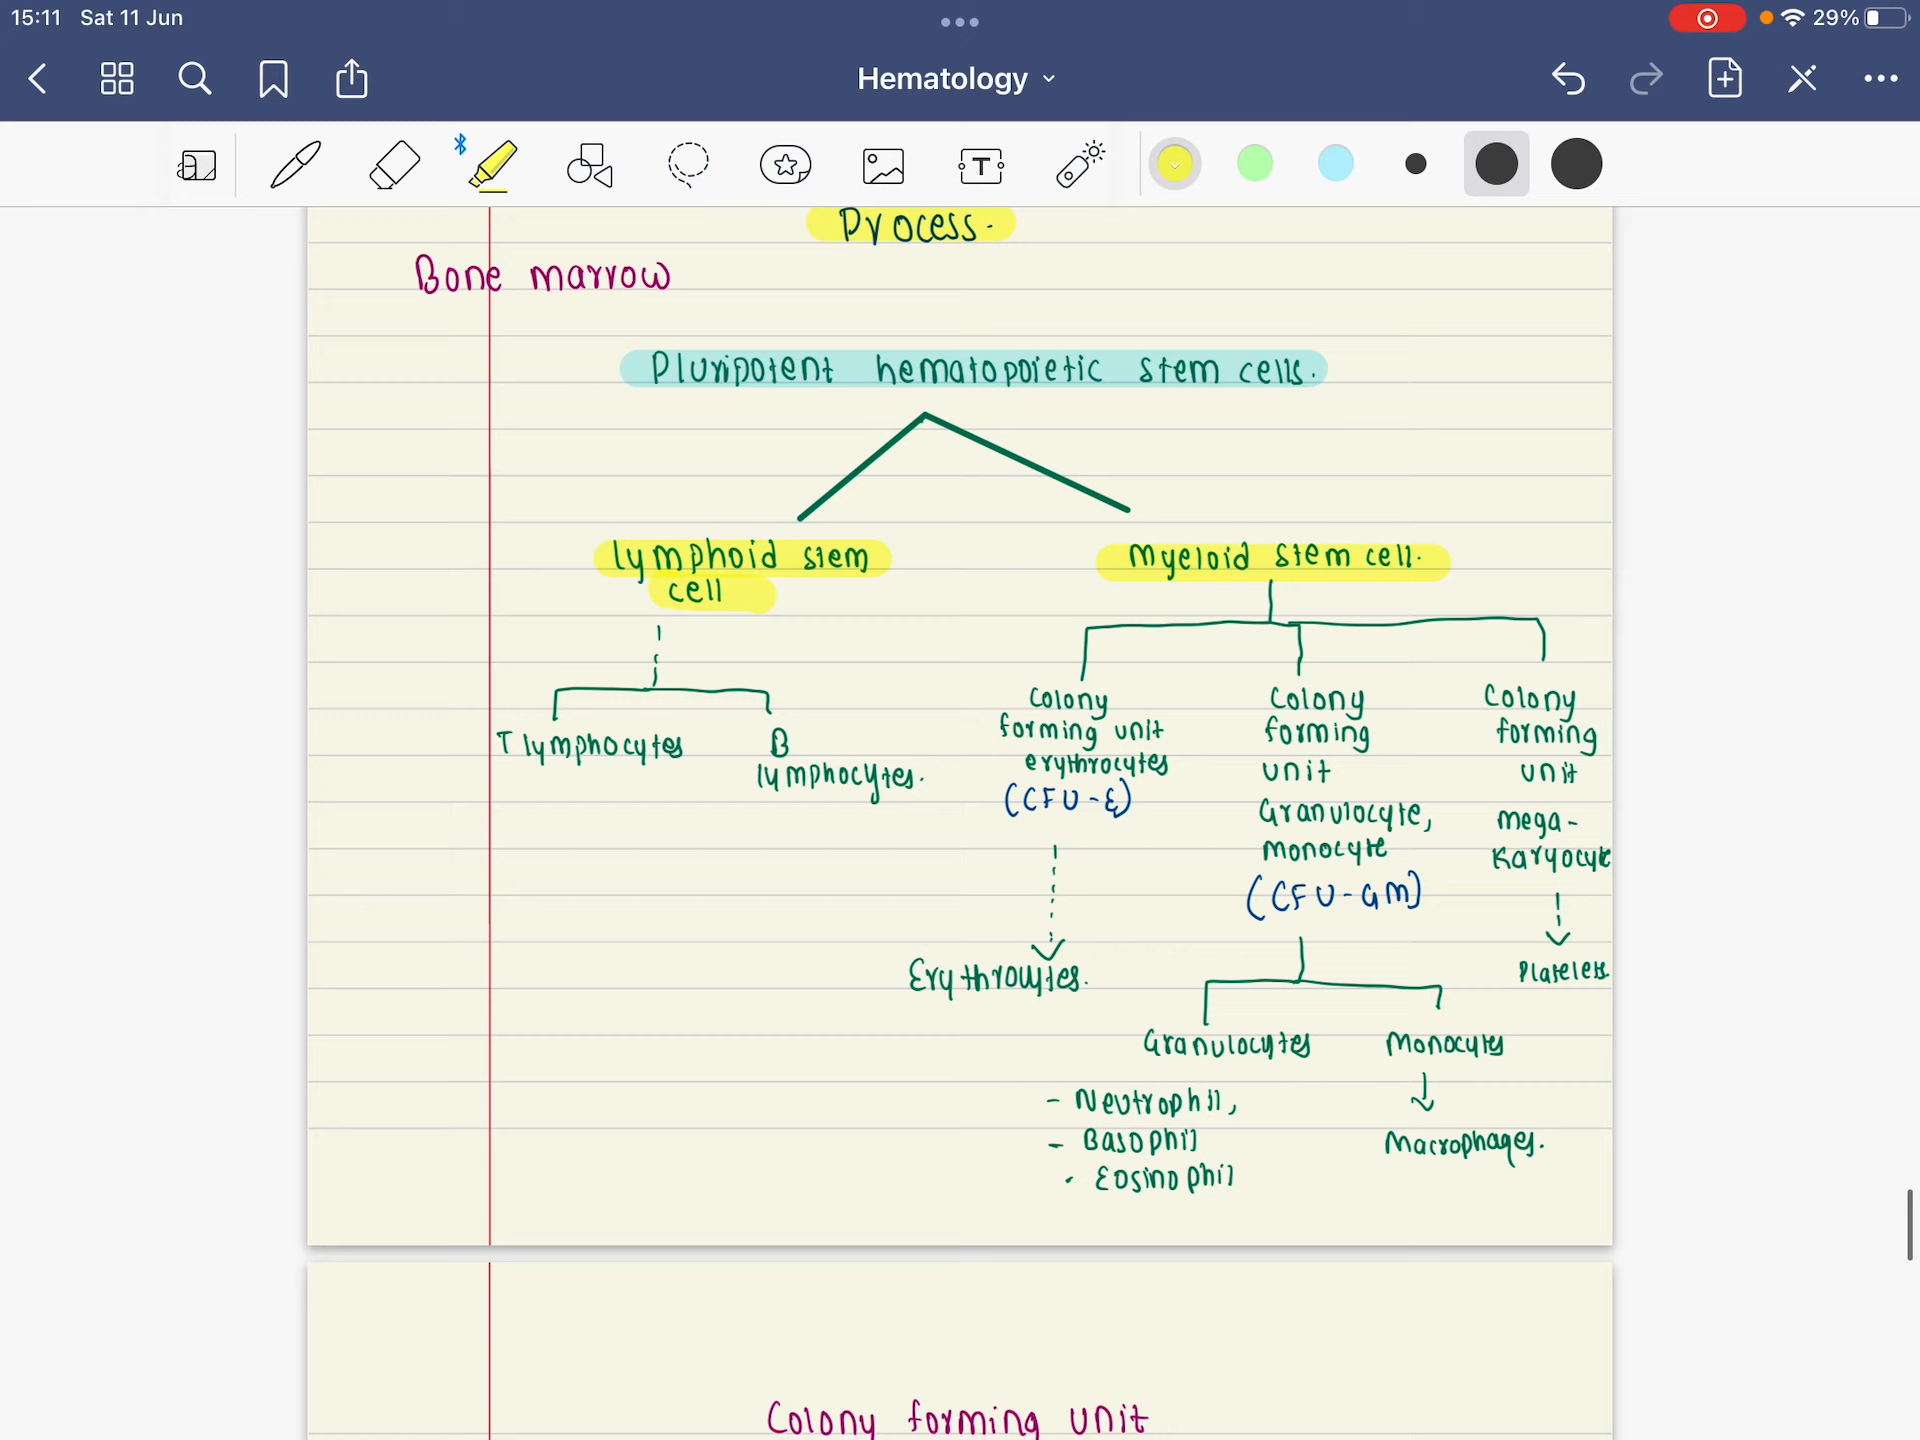 15:11 Sat 11 Jun
29%
Hematology
T
Process.
Bone marrow
Pluripotent hematopoietic stem cells.
lymphoid stem
cell
Myeloid stem cell.
T lymphocytes
B
lymphocytes.
Colony
forming unit
erythrocytes
(CFU-E)
Erythrocytes.
Colony
forming
unit
Granulocyte,
monocyte
(CFU-GM)
Granulocytes
- Neutrophil,
- Basophil
. Eosinophil
Monocytes
Macrophages.
Colony
forming
unit
mega-
Karyocyte
Platelets.
Colony forming unit